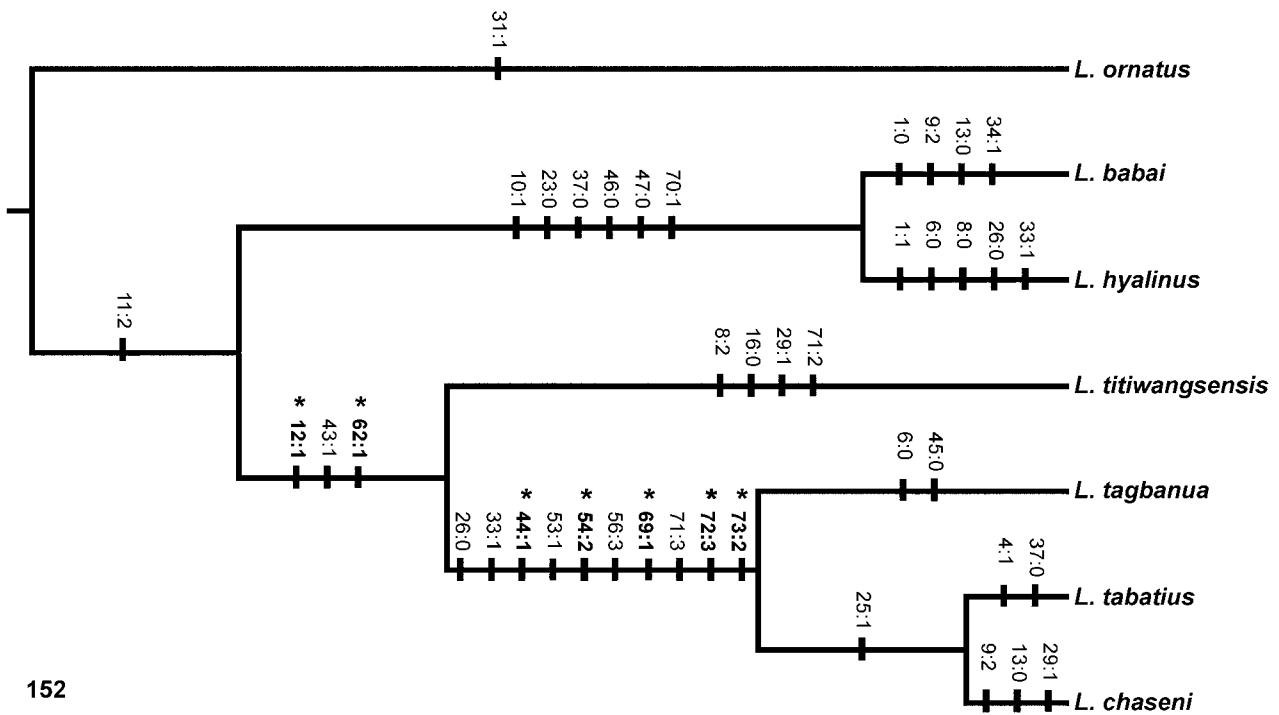 31:1
L. ornatus
1:0 9:2 13:0 34:1
L. babai
10:1 23:0 37:0 46:0 47:0 70:1
1:1 6:0 8:0 26:0 33:1
L. hyalinus
11:2
8:2 16:0 29:1 71:2
L. titiwangsensis
* 12:1 43:1 * 62:1
6:0 45:0
L. tagbanua
26:0 33:1 * 44:1 53:1 * 54:2 56:3 * 69:1 71:3 * 72:3 * 73:2
4:1 37:0
L. tabatius
25:1
9:2 13:0 29:1
L. chaseni
152